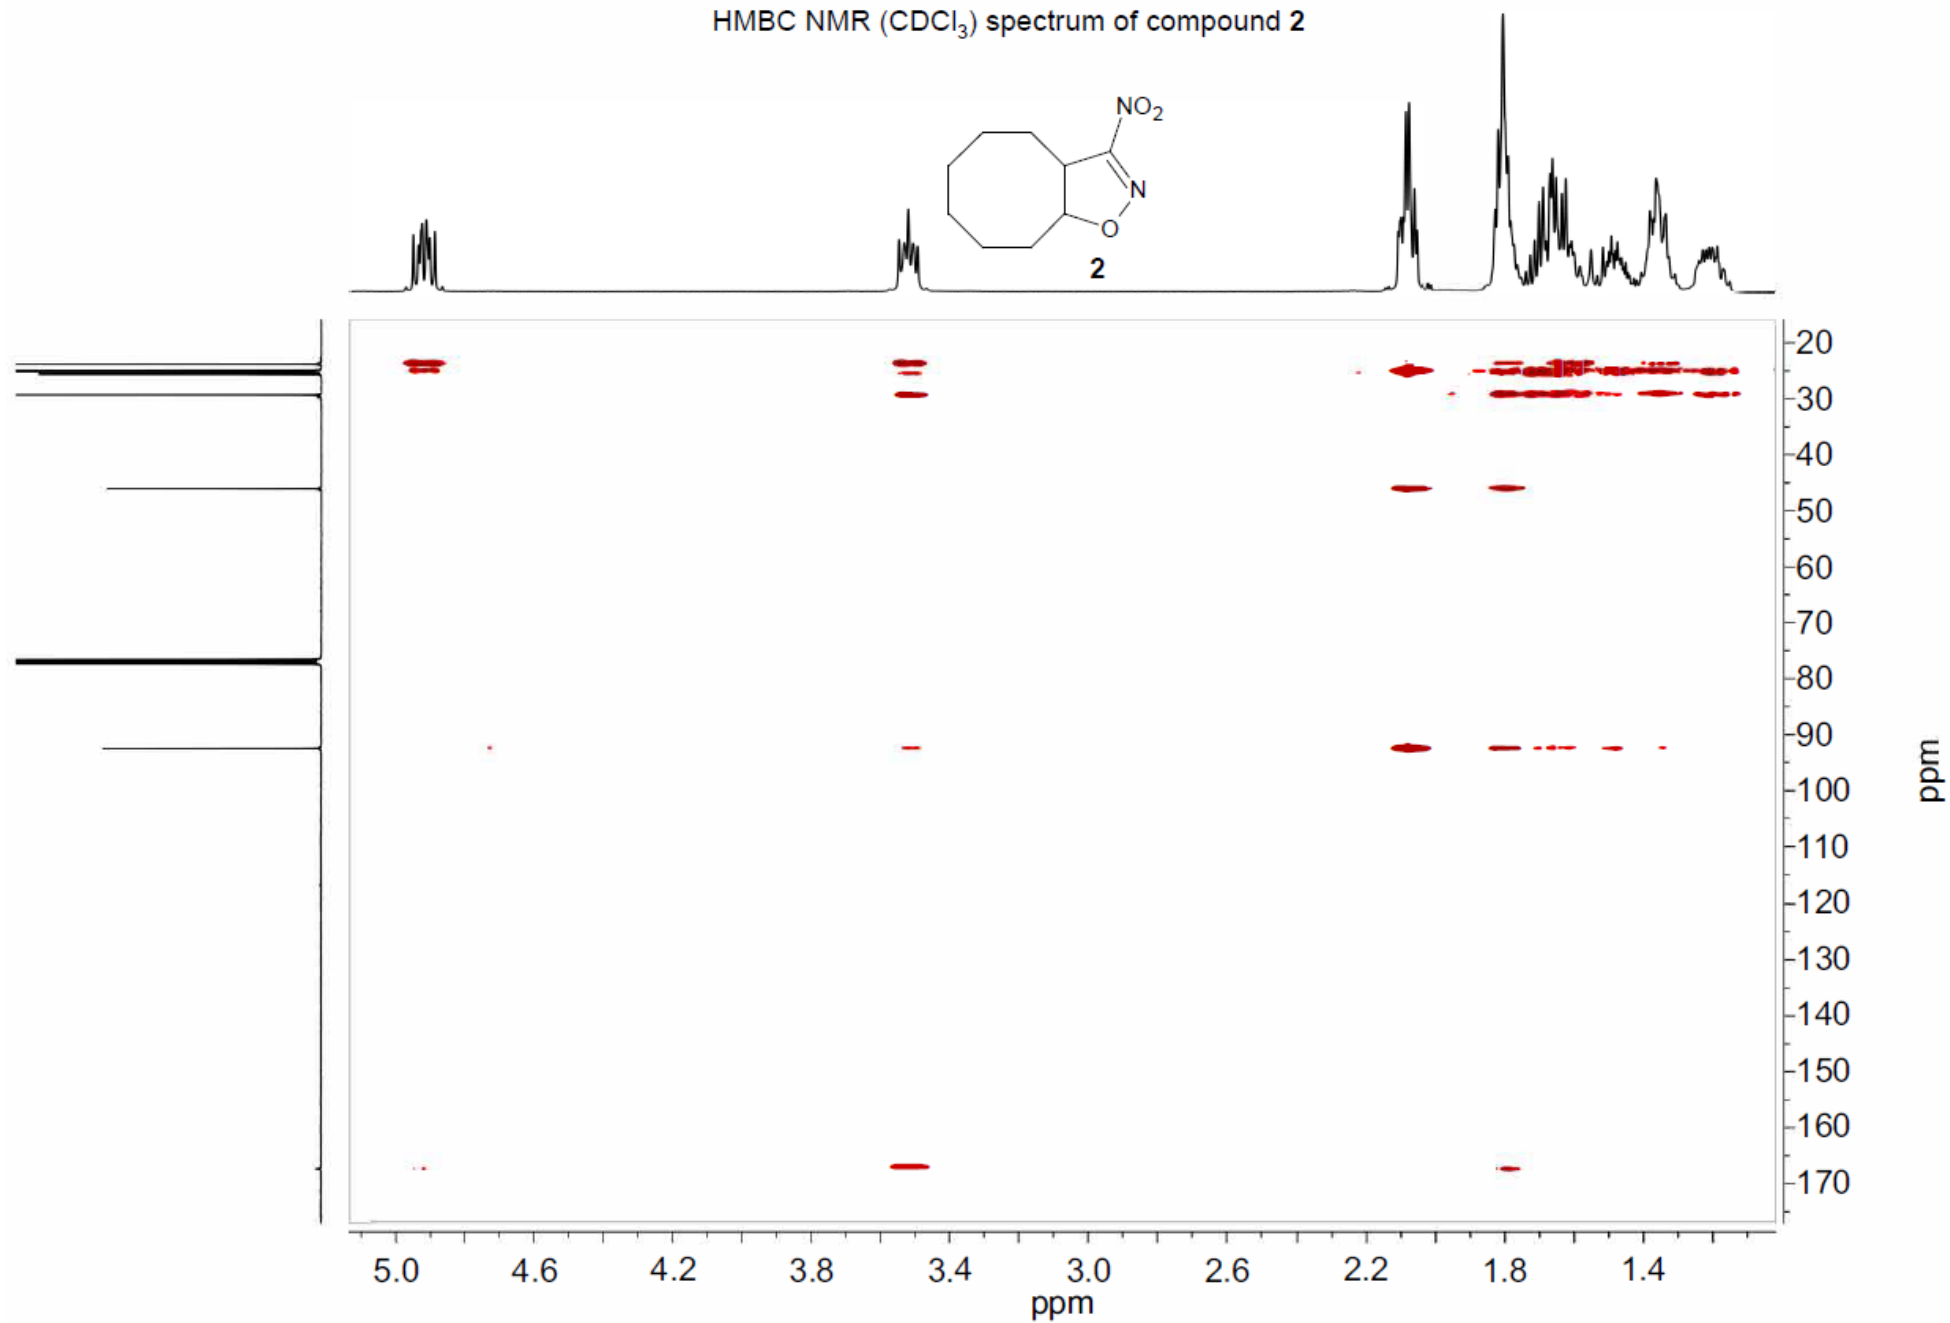 HMBC NMR (CDCl₃) spectrum of compound 2
NO₂
N
O
2
20
30
40
50
60
70
80
90
100
110
120
130
140
150
160
170
ppm
5.0 4.6 4.2 3.8 3.4 3.0 2.6 2.2 1.8 1.4
ppm